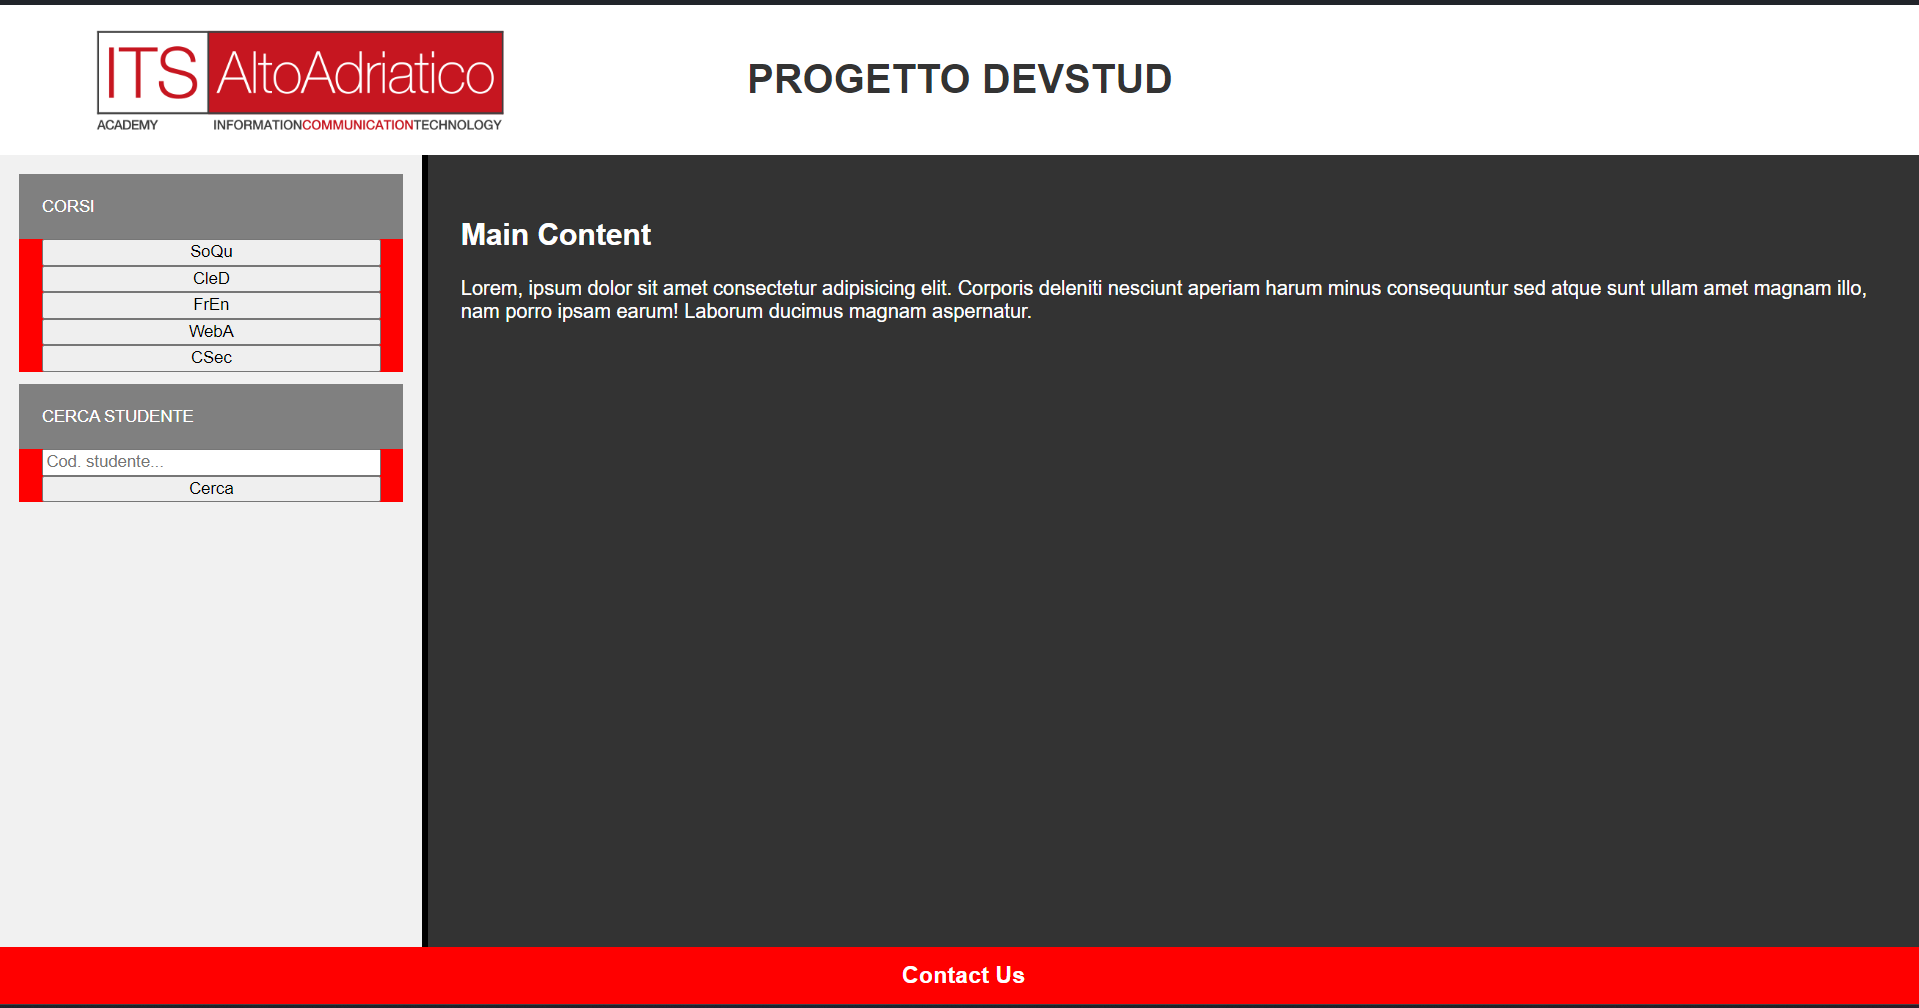 ITS AltoAdriatico
ACADEMY INFORMATIONCOMMUNICATIONTECHNOLOGY
PROGETTO DEVSTUD
CORSI
SoQu
CleD
FrEn
WebA
CSec
CERCA STUDENTE
Cod. studente...
Cerca
Main Content
Lorem, ipsum dolor sit amet consectetur adipisicing elit. Corporis deleniti nesciunt aperiam harum minus consequuntur sed atque sunt ullam amet magnam illo,
nam porro ipsam earum! Laborum ducimus magnam aspernatur.
Contact Us